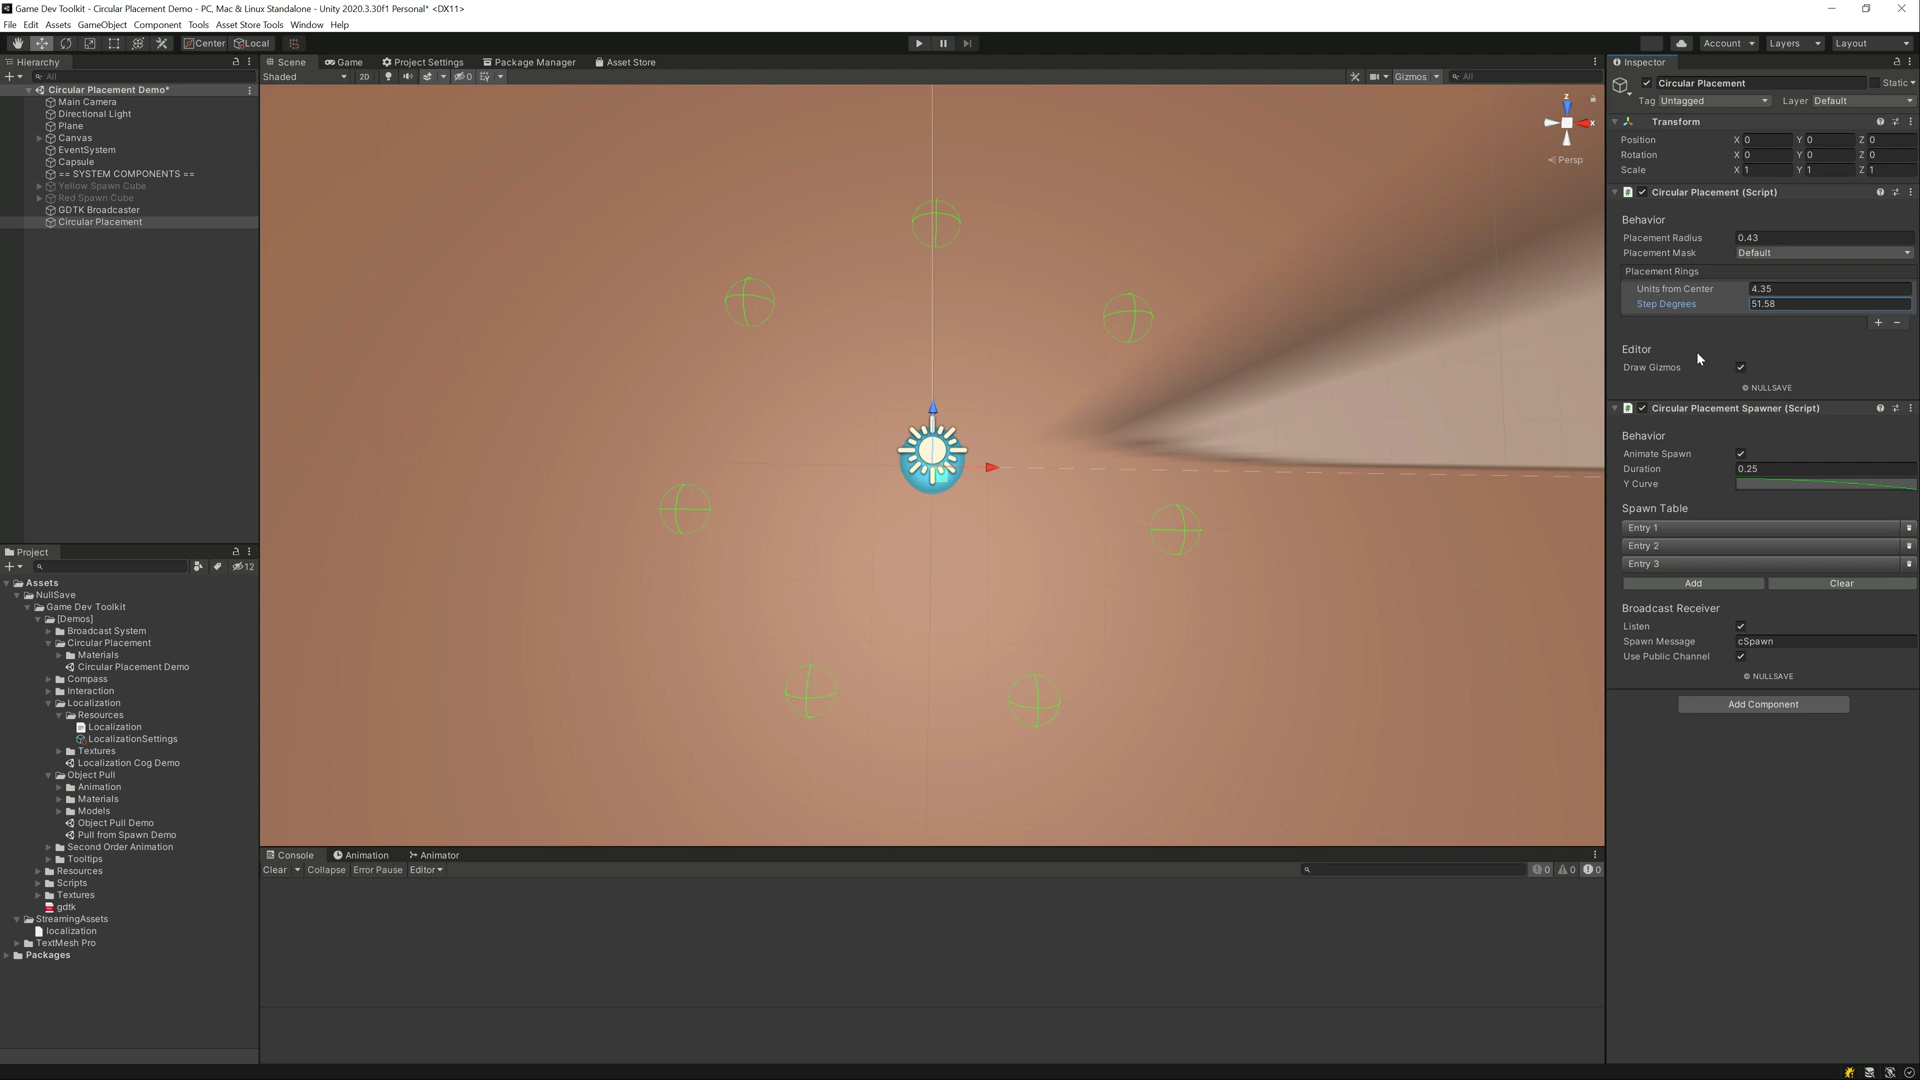 Game Dev Toolkit - Circular Placement Demo - PC, Mac & Linux Standalone - Unity 2020.3.30f1 Personal* <DX11>
File Edit Assets GameObject Component Tools Asset Store Tools Window Help
Center Local
Account Layers Layout
Hierarchy
All
Circular Placement Demo*
Main Camera
Directional Light
Plane
Canvas
EventSystem
Capsule
== SYSTEM COMPONENTS ==
Yellow Spawn Cube
Red Spawn Cube
GDTK Broadcaster
Circular Placement
Scene Game Project Settings Package Manager Asset Store
Shaded 2D 0 Gizmos All
z
x
< Persp
Project
12
Assets
NullSave
Game Dev Toolkit
[Demos]
Broadcast System
Circular Placement
Materials
Circular Placement Demo
Compass
Interaction
Localization
Resources
Localization
LocalizationSettings
Textures
Localization Cog Demo
Object Pull
Animation
Materials
Models
Object Pull Demo
Pull from Spawn Demo
Second Order Animation
Tooltips
Resources
Scripts
Textures
gdtk
StreamingAssets
localization
TextMesh Pro
Packages
Console Animation Animator
Clear Collapse Error Pause Editor 0 0 0
Inspector
Circular Placement Static
Tag Untagged Layer Default
Transform
Position X 0 Y 0 Z 0
Rotation X 0 Y 0 Z 0
Scale X 1 Y 1 Z 1
Circular Placement (Script)
Behavior
Placement Radius 0.43
Placement Mask Default
Placement Rings
Units from Center 4.35
Step Degrees 51.58
+ −
Editor
Draw Gizmos
© NULLSAVE
Circular Placement Spawner (Script)
Behavior
Animate Spawn
Duration 0.25
Y Curve
Spawn Table
Entry 1
Entry 2
Entry 3
Add Clear
Broadcast Receiver
Listen
Spawn Message cSpawn
Use Public Channel
© NULLSAVE
Add Component